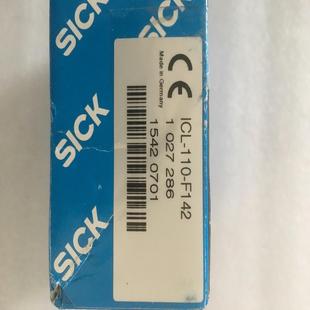 SICK
SICK
CE
Made in Germany
ICL-110-F142
1 027 286
1542 0701
SICK
SICK